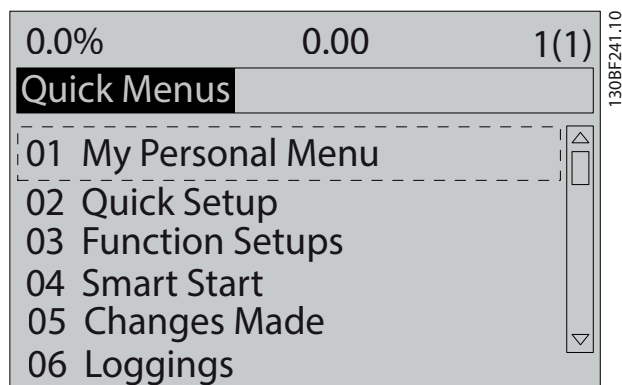 0.0% 0.00 1(1)
Quick Menus
01 My Personal Menu
02 Quick Setup
03 Function Setups
04 Smart Start
05 Changes Made
06 Loggings
130BF241.10